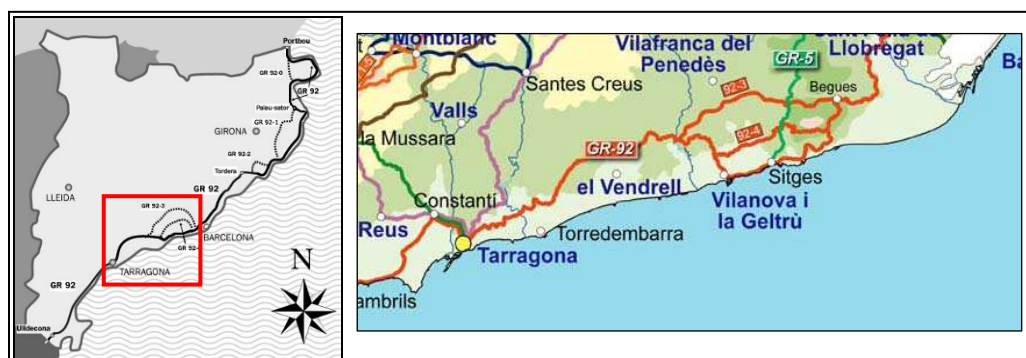 Portbou
GR 92-0
GR 92
Palau-sator
GR 92-1
GIRONA
GR 92-2
Tordera
LLEIDA
GR 92
GR 92-3
BARCELONA
GR 92-
TARRAGONA
N
GR 92
Ulldecona
Montblanc
Vilafranca del
Penedès
Llobregat
GR-5
Santes Creus
92-3
Begues
Valls
la Mussara
92-4
GR-92
Sitges
el Vendrell
Constantí
Vilanova i
la Geltrù
Reus
Torredembarra
Tarragona
ambrils